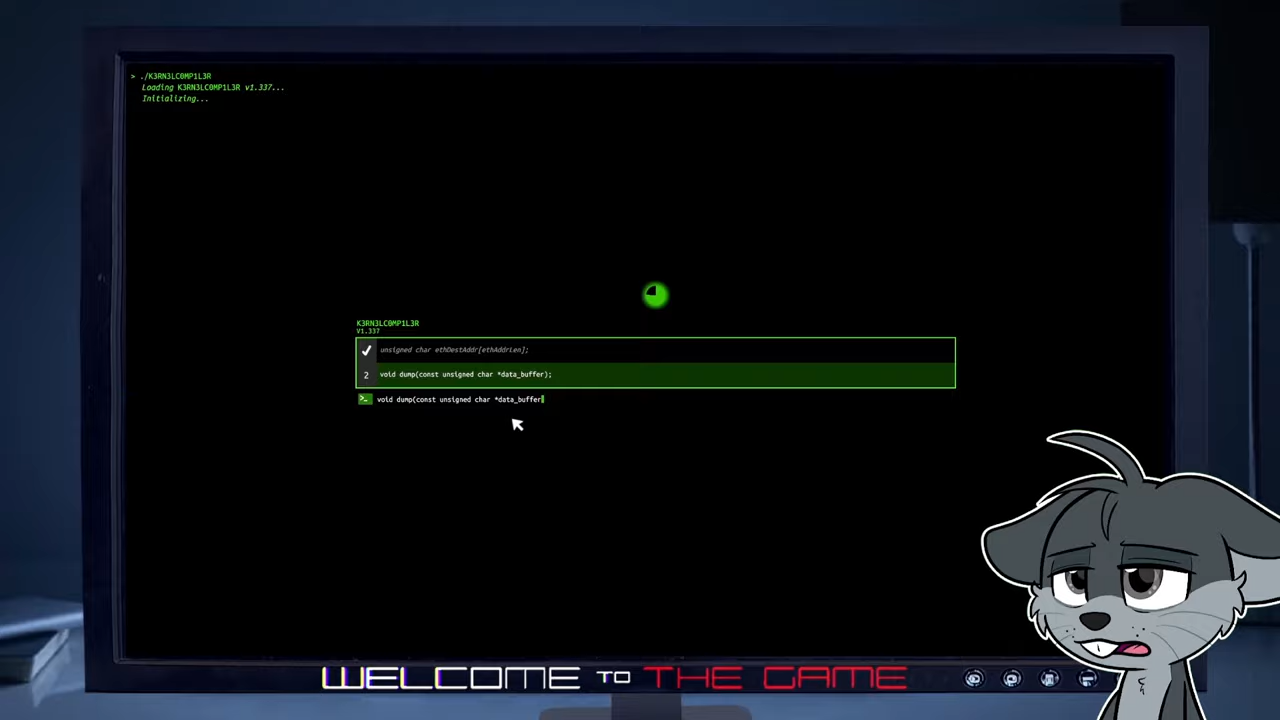 > ./K3RN3LC0MP1L3R
Loading K3RN3LC0MP1L3R v1.337...
Initializing...
K3RN3LC0MP1L3R
V1.337
unsigned char ethDestAddr[ethAddrLen];
2 void dump(const unsigned char *data_buffer);
>_ void dump(const unsigned char *data_buffer
WELCOME TO THE GAME